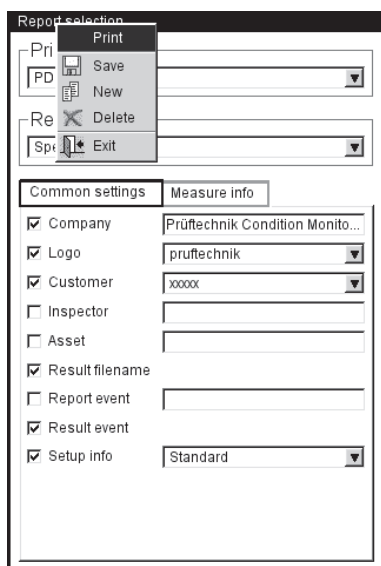 Report selection
Print
Pri
Save
PD
New
Re
Delete
Spe
Exit
Common settings
Measure info
Company
Prüftechnik Condition Monito...
Logo
pruftechnik
Customer
xxxxx
Inspector
Asset
Result filename
Report event
Result event
Setup info
Standard